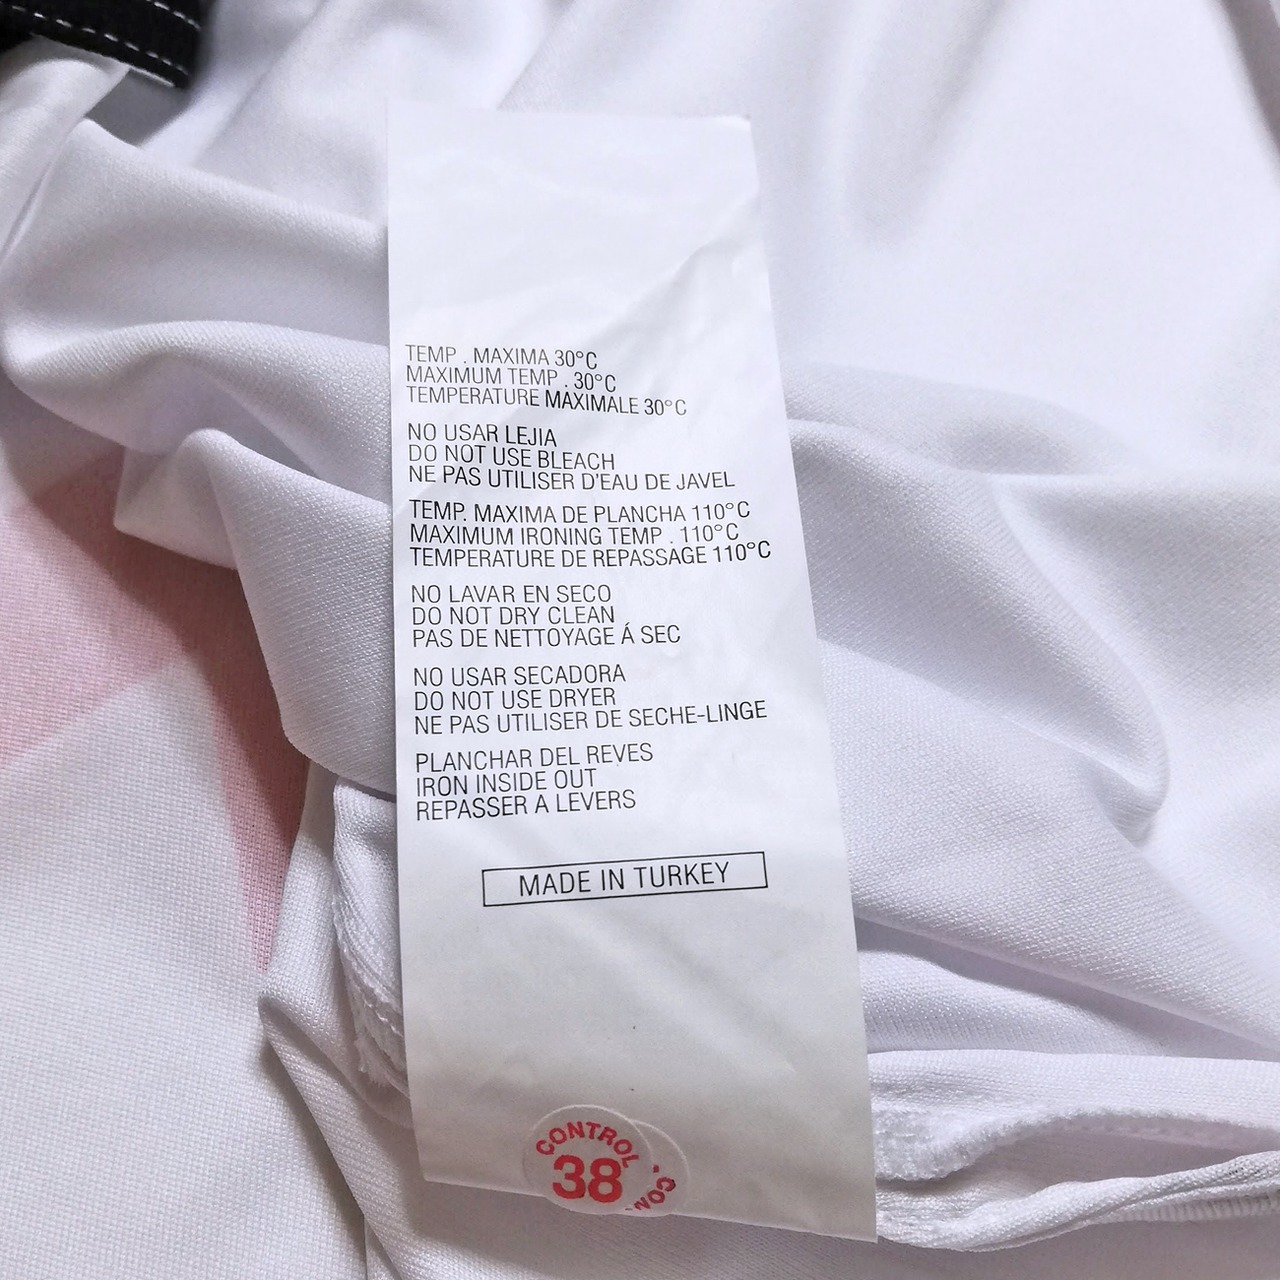 TEMP . MAXIMA 30°C
MAXIMUM TEMP . 30°C
TEMPERATURE MAXIMALE 30°C
NO USAR LEJIA
DO NOT USE BLEACH
NE PAS UTILISER D'EAU DE JAVEL
TEMP. MAXIMA DE PLANCHA 110°C
MAXIMUM IRONING TEMP . 110°C
TEMPERATURE DE REPASSAGE 110°C
NO LAVAR EN SECO
DO NOT DRY CLEAN
PAS DE NETTOYAGE Á SEC
NO USAR SECADORA
DO NOT USE DRYER
NE PAS UTILISER DE SECHE-LINGE
PLANCHAR DEL REVES
IRON INSIDE OUT
REPASSER A LEVERS
MADE IN TURKEY
CONTROL
38